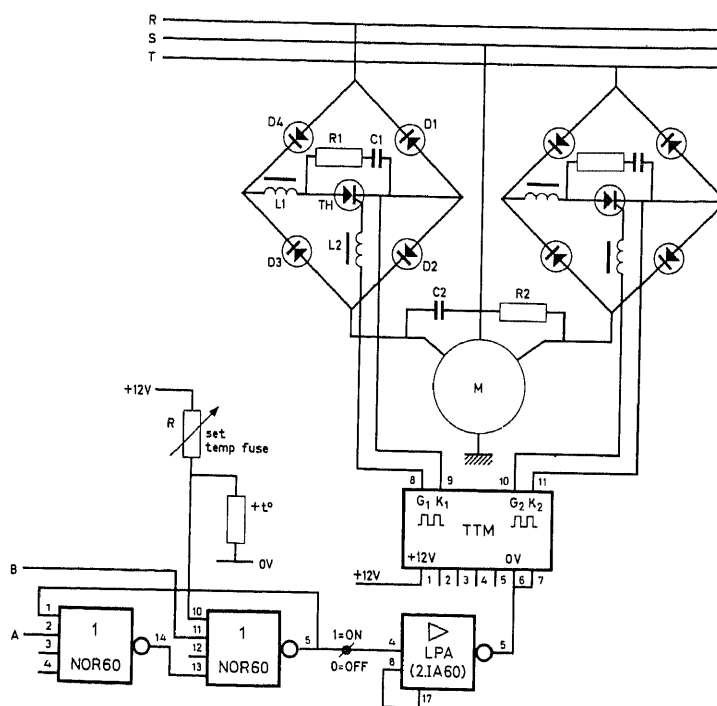 R
S
T
D4
D1
R1
C1
L1
TH
L2
D3
D2
C2
R2
M
+12V
R
set
temp fuse
+t°
0V
8
9
10
11
G1 K1
G2 K2
TTM
+12V
0V
+12V
1
2
3
4
5
6
7
B
A
1
2
3
4
1
NOR60
14
10
11
12
13
1
NOR60
5
1=ON
0=OFF
4
8
LPA
(2.IA60)
5
17